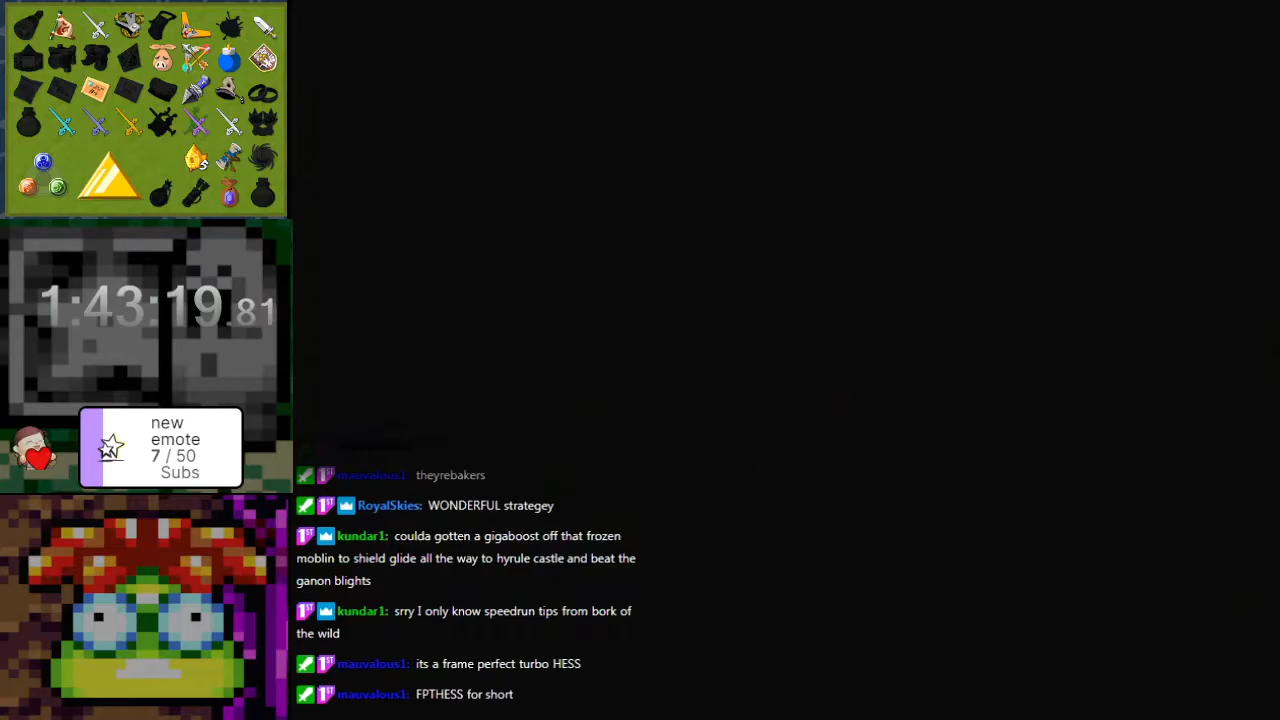 5
1:43:19.81
new
emote
7 / 50
Subs
mauvalous1: theyrebakers
RoyalSkies: WONDERFUL strategey
kundar1: coulda gotten a gigaboost off that frozen
moblin to shield glide all the way to hyrule castle and beat the
ganon blights
kundar1: srry I only know speedrun tips from bork of
the wild
mauvalous1: its a frame perfect turbo HESS
mauvalous1: FPTHESS for short